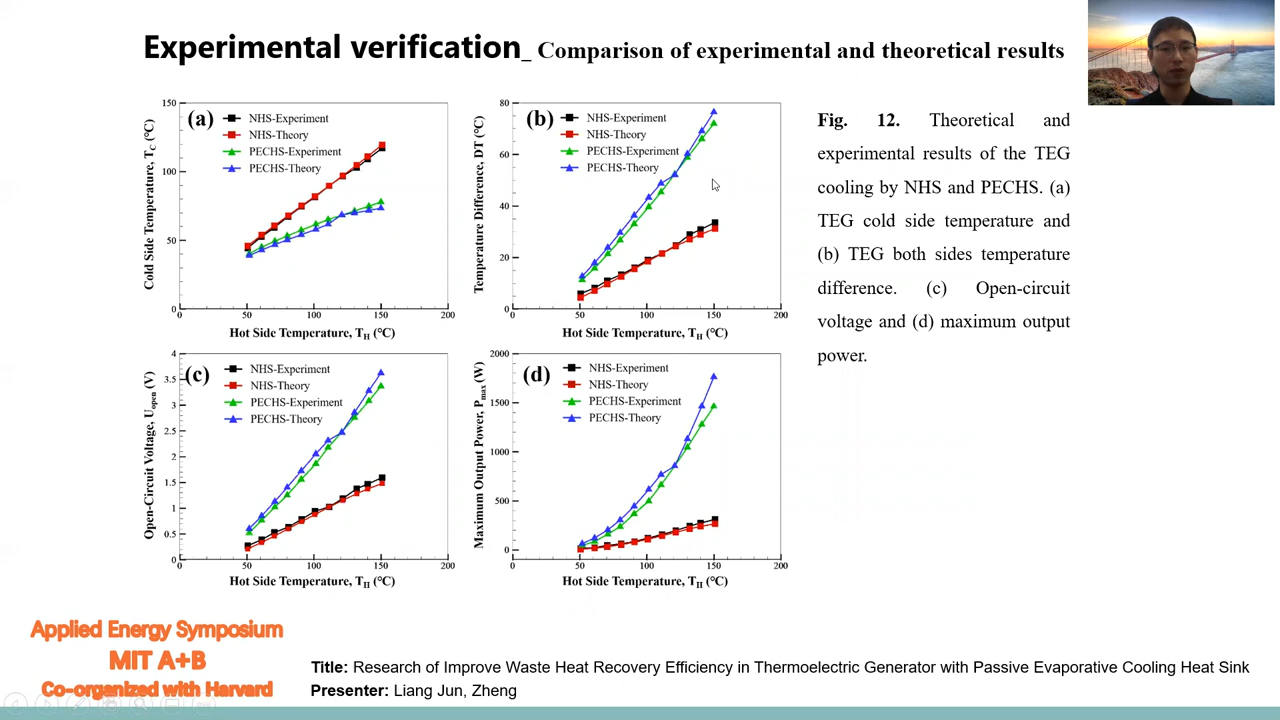 Experimental verification_ Comparison of experimental and theoretical results
(a)
NHS-Experiment
NHS-Theory
PECHS-Experiment
PECHS-Theory
Cold Side Temperature, T_C (℃)
150
100
50
0
0 50 100 150 200
Hot Side Temperature, T_H (℃)
(b)
NHS-Experiment
NHS-Theory
PECHS-Experiment
PECHS-Theory
Temperature Difference, DT (℃)
80
60
40
20
0
0 50 100 150 200
Hot Side Temperature, T_H (℃)
Fig. 12. Theoretical and
experimental results of the TEG
cooling by NHS and PECHS. (a)
TEG cold side temperature and
(b) TEG both sides temperature
difference. (c) Open-circuit
voltage and (d) maximum output
power.
(c)
NHS-Experiment
NHS-Theory
PECHS-Experiment
PECHS-Theory
Open-Circuit Voltage, U_open (V)
4
3.5
3
2.5
2
1.5
1
0.5
0
0 50 100 150 200
Hot Side Temperature, T_H (℃)
(d)
NHS-Experiment
NHS-Theory
PECHS-Experiment
PECHS-Theory
Maximum Output Power, P_max (W)
2000
1500
1000
500
0
0 50 100 150 200
Hot Side Temperature, T_H (℃)
Applied Energy Symposium
MIT A+B
Co-organized with Harvard
Title: Research of Improve Waste Heat Recovery Efficiency in Thermoelectric Generator with Passive Evaporative Cooling Heat Sink
Presenter: Liang Jun, Zheng